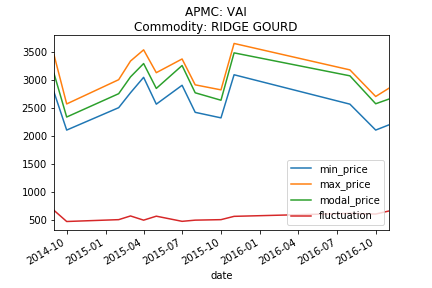 APMC: VAI
Commodity: RIDGE GOURD
3500
3000
2500
2000
1500
1000
500
min_price
max_price
modal_price
fluctuation
2014-10
2015-01
2015-04
2015-07
2015-10
2016-01
2016-04
2016-07
2016-10
date